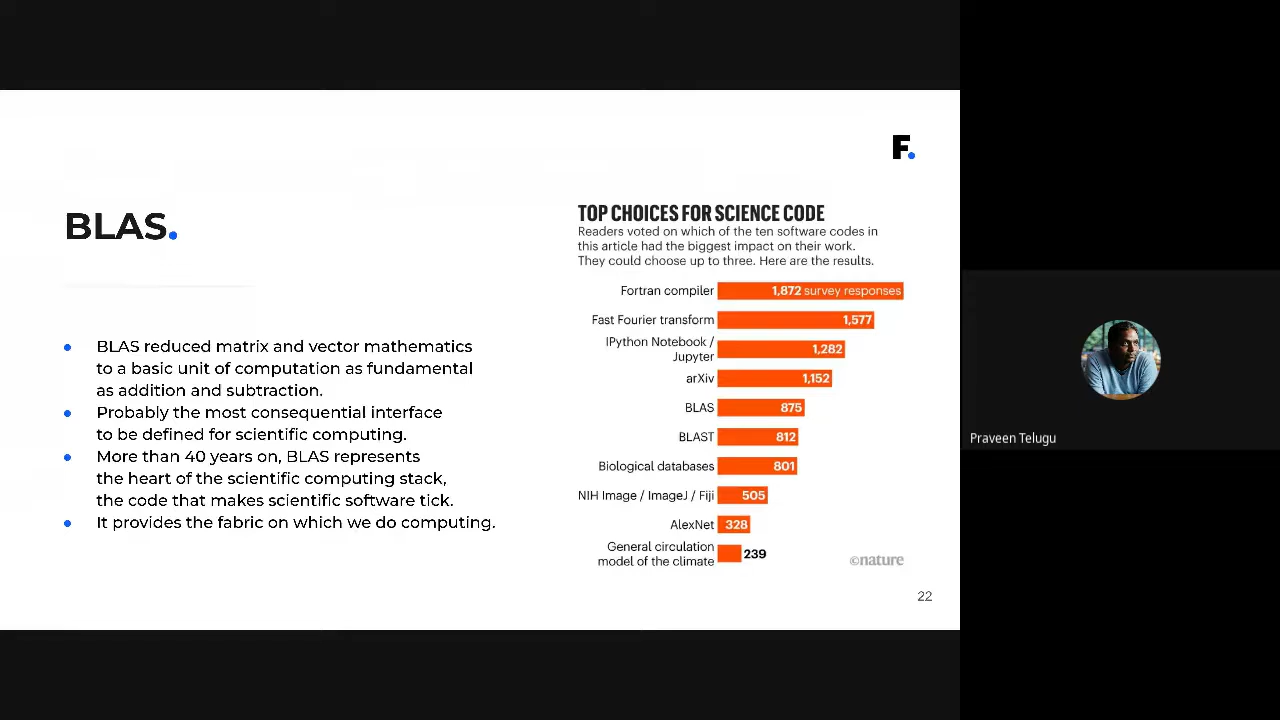 F.
BLAS.
BLAS reduced matrix and vector mathematics
to a basic unit of computation as fundamental
as addition and subtraction.
Probably the most consequential interface
to be defined for scientific computing.
More than 40 years on, BLAS represents
the heart of the scientific computing stack,
the code that makes scientific software tick.
It provides the fabric on which we do computing.
TOP CHOICES FOR SCIENCE CODE
Readers voted on which of the ten software codes in
this article had the biggest impact on their work.
They could choose up to three. Here are the results.
Fortran compiler 1,872 survey responses
Fast Fourier transform 1,577
IPython Notebook /
Jupyter 1,282
arXiv 1,152
BLAS 875
BLAST 812
Biological databases 801
NIH Image / ImageJ / Fiji 505
AlexNet 328
General circulation
model of the climate 239
©nature
22
Praveen Telugu